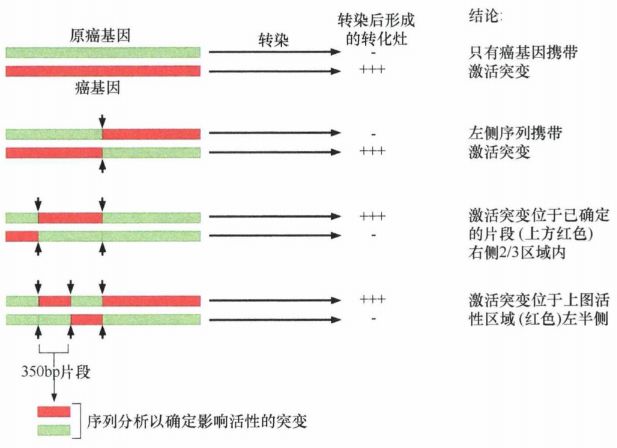 转染后形成
的转化灶
结论:
原癌基因
转染
-
只有癌基因携带
+++
激活突变
癌基因
-
左侧序列携带
+++
激活突变
+++
激活突变位于已确定
-
的片段(上方红色)
右侧2/3区域内
+++
激活突变位于上图活
-
性区域(红色)左半侧
350bp片段
序列分析以确定影响活性的突变